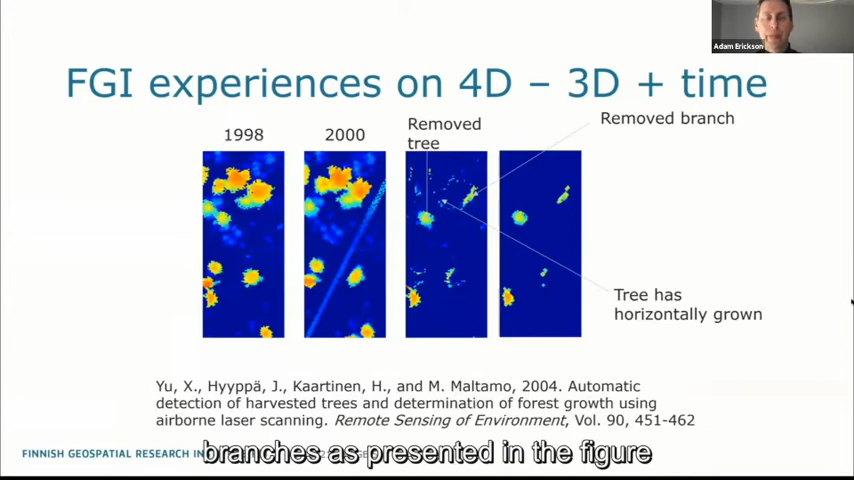 Adam Erickson
FGI experiences on 4D – 3D + time
1998
2000
Removed
tree
Removed branch
Tree has
horizontally grown
Yu, X., Hyyppä, J., Kaartinen, H., and M. Maltamo, 2004. Automatic
detection of harvested trees and determination of forest growth using
airborne laser scanning. Remote Sensing of Environment, Vol. 90, 451-462
FINNISH GEOSPATIAL RESEARCH
branches as presented in the figure